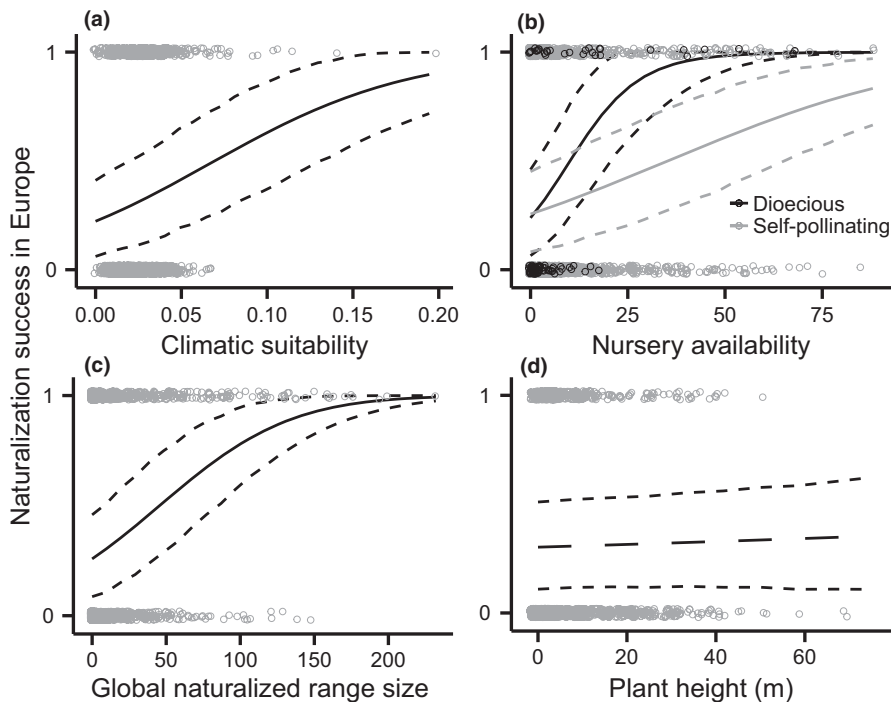 Naturalization success in Europe
(a)
1
0
0.00 0.05 0.10 0.15 0.20
Climatic suitability
(b)
1
0
Dioecious
Self-pollinating
0 25 50 75
Nursery availability
(c)
1
0
0 50 100 150 200
Global naturalized range size
(d)
1
0
0 20 40 60
Plant height (m)